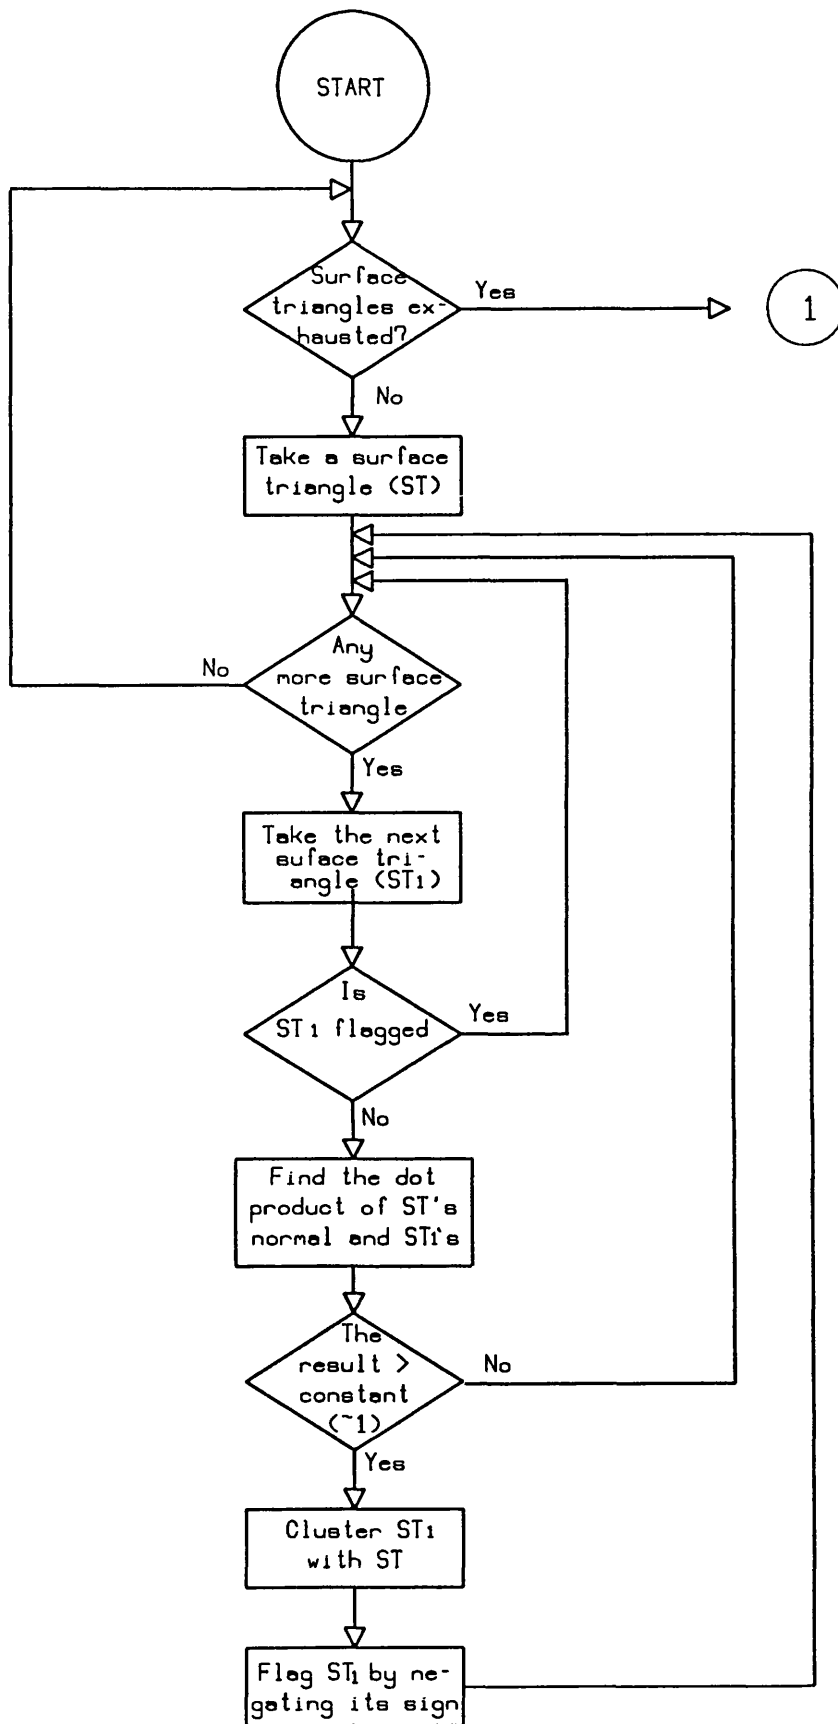 START
Surface
triangles ex-
hausted?
Yes
1
No
Take a surface
triangle (ST)
Any
more surface
triangle
No
Yes
Take the next
suface tri-
angle (ST1)
Is
ST1 flagged
Yes
No
Find the dot
product of ST's
normal and ST1's
The
result >
constant
(~1)
No
Yes
Cluster ST1
with ST
Flag ST1 by ne-
gating its sign